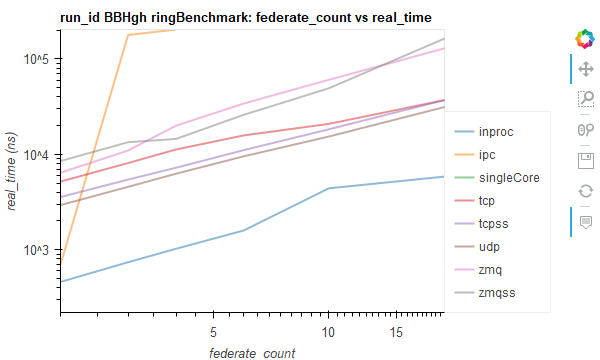 run_id BBHgh ringBenchmark: federate_count vs real_time
real_time (ns)
10^5
10^4
10^3
5
10
15
federate_count
inproc
ipc
singleCore
tcp
tcpss
udp
zmq
zmqss